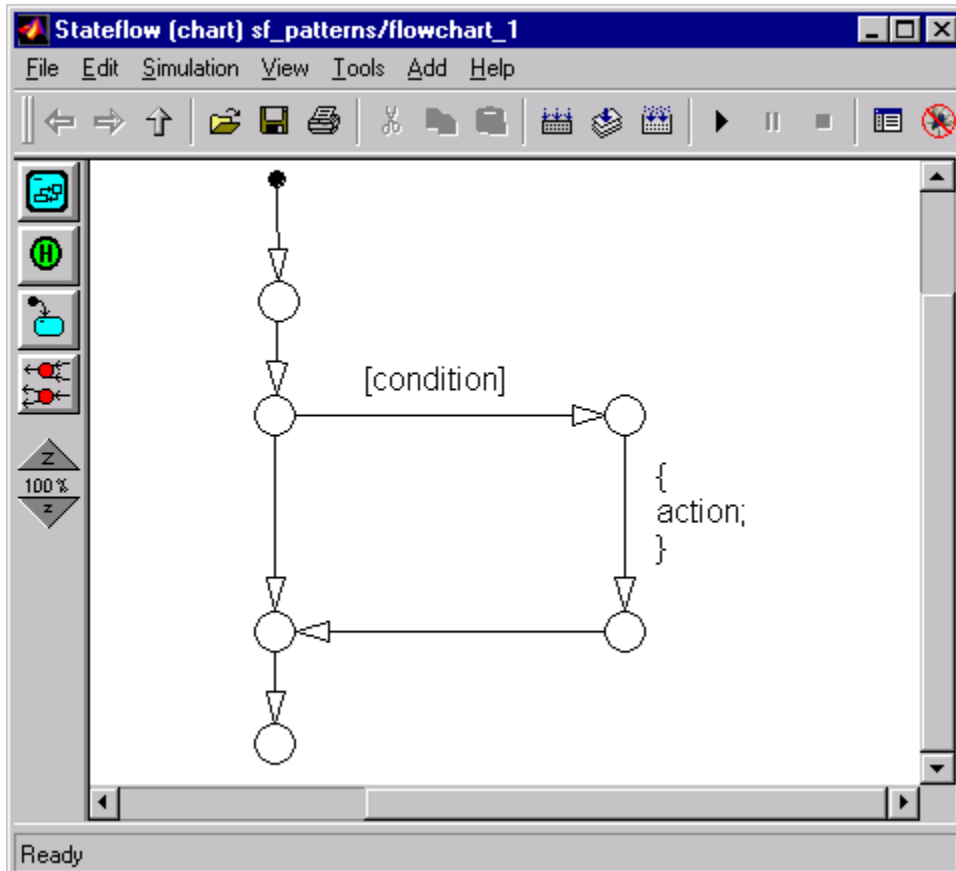 Stateflow (chart) sf_patterns/flowchart_1
File Edit Simulation View Tools Add Help
H
[condition]
Z
100 %
z
{
action;
}
Ready